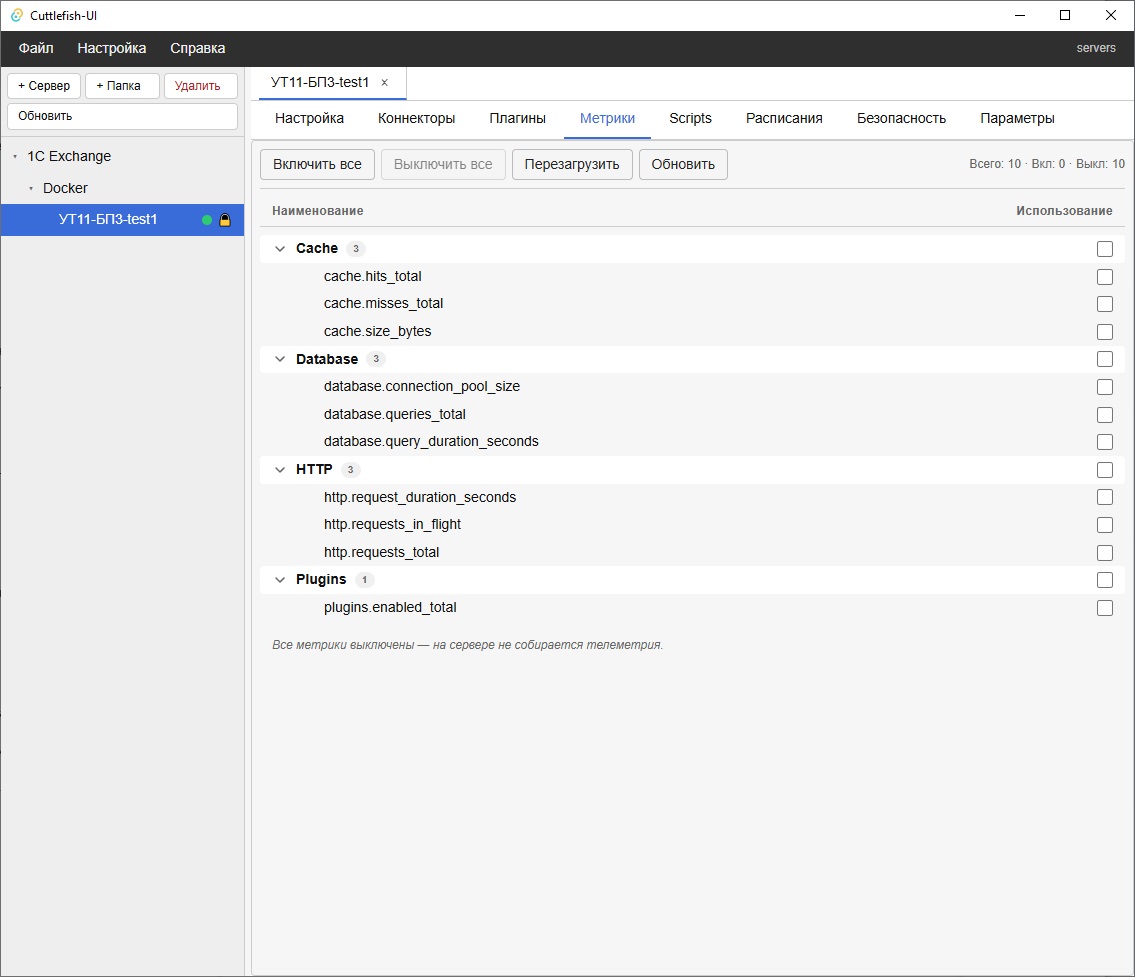 Cuttlefish-UI
Файл Настройка Справка servers
+ Сервер + Папка Удалить
Обновить
1C Exchange
Docker
УТ11-БП3-test1
УТ11-БП3-test1 ×
Настройка Коннекторы Плагины Метрики Scripts Расписания Безопасность Параметры
Включить все Выключить все Перезагрузить Обновить Всего: 10 · Вкл: 0 · Выкл: 10
Наименование Использование
Cache 3
cache.hits_total
cache.misses_total
cache.size_bytes
Database 3
database.connection_pool_size
database.queries_total
database.query_duration_seconds
HTTP 3
http.request_duration_seconds
http.requests_in_flight
http.requests_total
Plugins 1
plugins.enabled_total
Все метрики выключены — на сервере не собирается телеметрия.